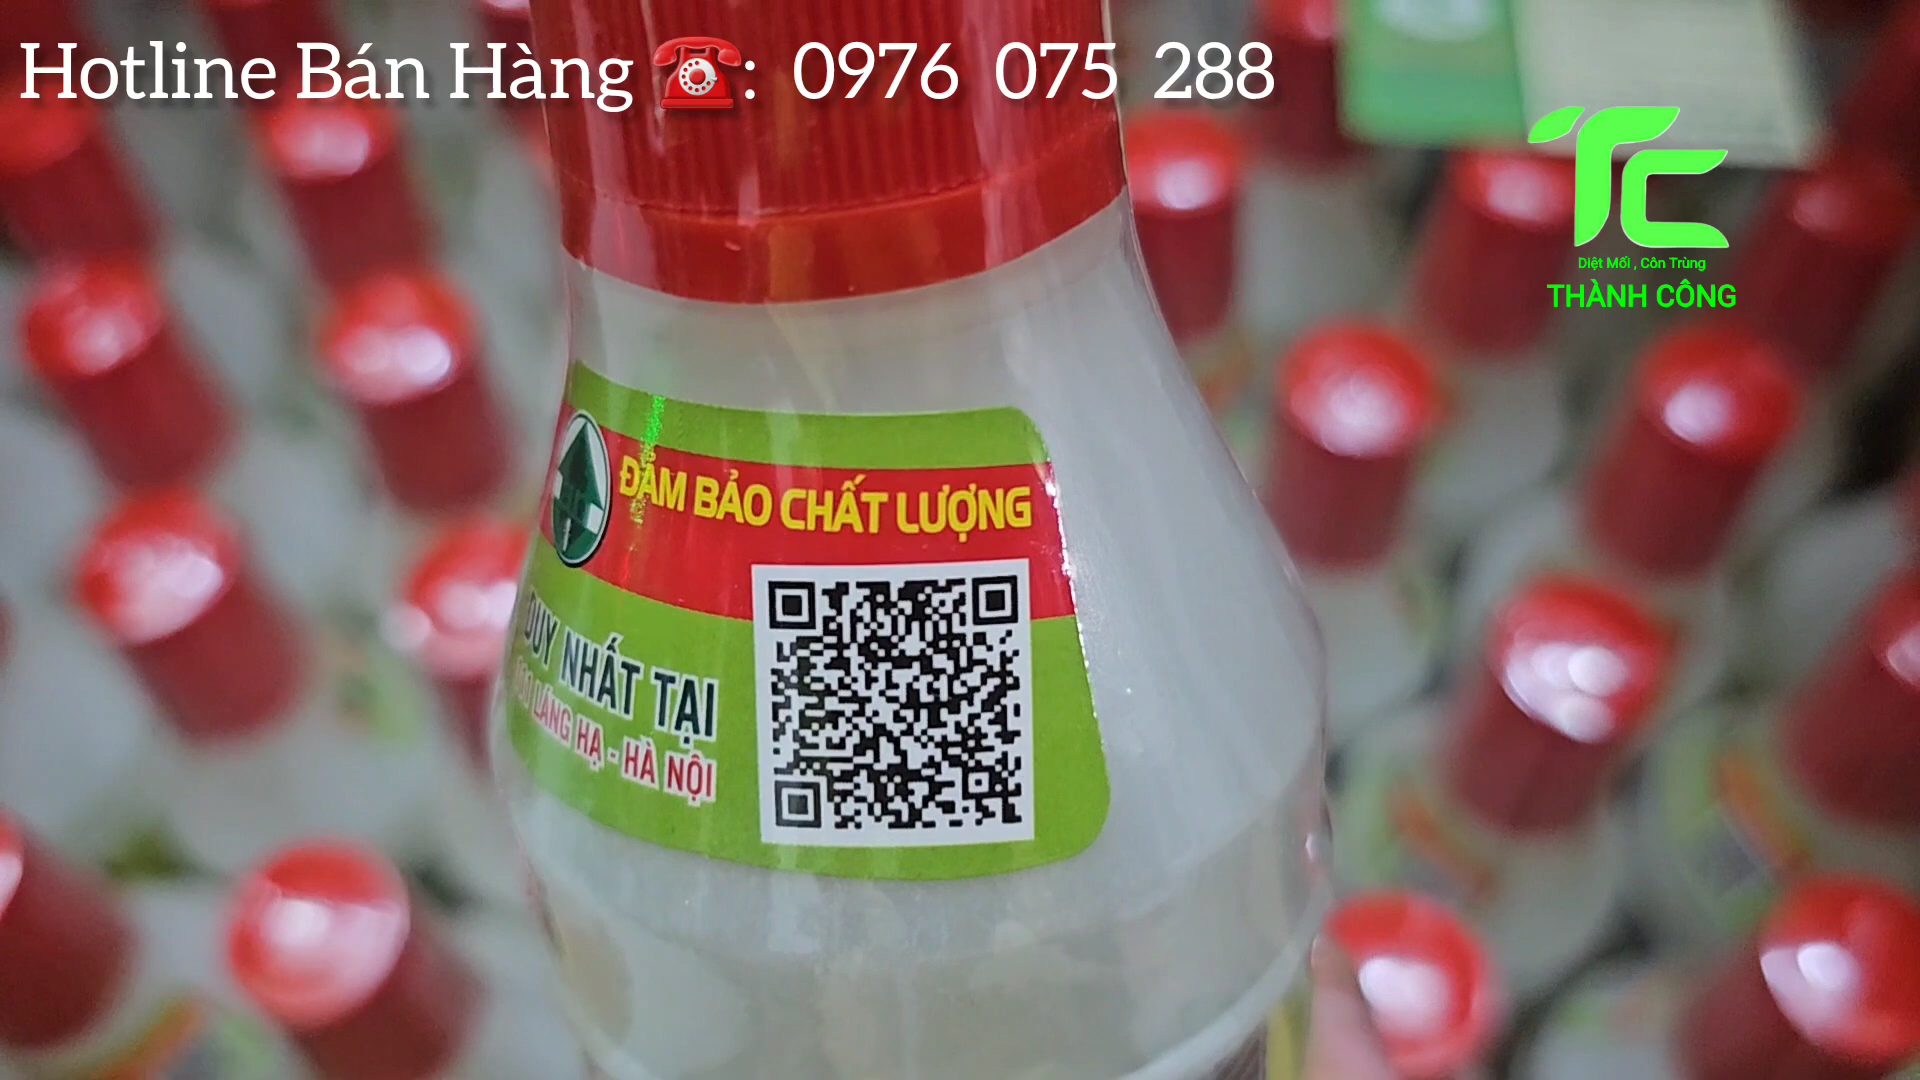 Hotline Bán Hàng ☎: 0976 075 288
TC
Diệt Mối , Côn Trùng
THÀNH CÔNG
ĐẢM BẢO CHẤT LƯỢNG
DUY NHẤT TẠI
LÁNG HẠ - HÀ NỘI